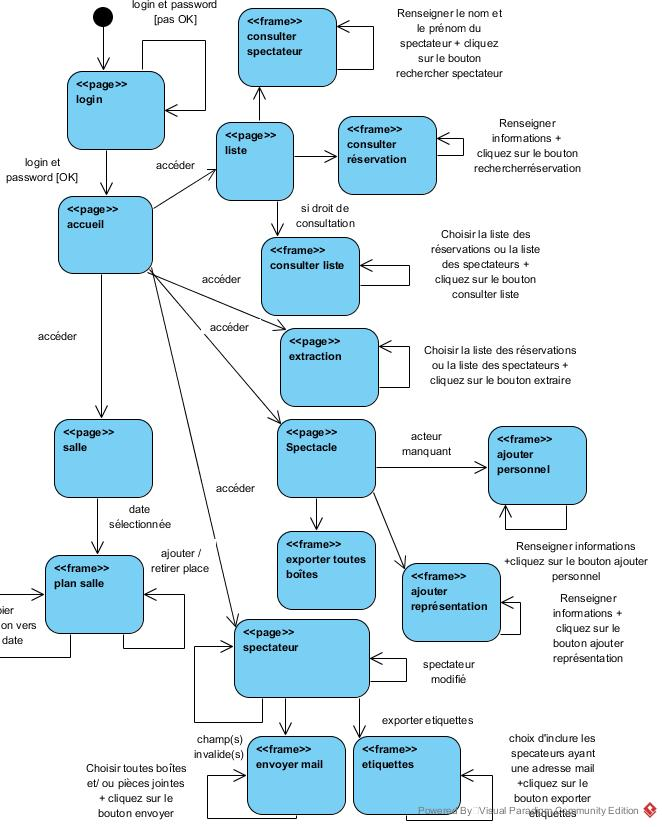 login et password
[pas OK]
<<page>>
login
<<frame>>
consulter
spectateur
Renseigner le nom et
le prénom du
spectateur + cliquez
sur le bouton
rechercher spectateur
login et
password [OK]
accéder
<<page>>
liste
<<frame>>
consulter
réservation
Renseigner
informations +
cliquez sur le bouton
rechercherréservation
<<page>>
accueil
si droit de
consultation
<<frame>>
consulter liste
Choisir la liste des
réservations ou la liste
des spectateurs +
cliquez sur le bouton
consulter liste
accéder
accéder
accéder
<<page>>
extraction
Choisir la liste des réservations
ou la liste des spectateurs +
cliquez sur le bouton extraire
<<page>>
salle
<<page>>
Spectacle
acteur
manquant
<<frame>>
ajouter
personnel
accéder
date
sélectionnée
Renseigner informations
+cliquez sur le bouton ajouter
personnel
<<frame>>
plan salle
ajouter /
retirer place
<<frame>>
exporter toutes
boîtes
<<frame>>
ajouter
représentation
Renseigner
informations +
cliquez sur le
bouton ajouter
représentation
pier
on vers
date
<<page>>
spectateur
spectateur
modifié
exporter etiquettes
champ(s)
invalide(s)
<<frame>>
envoyer mail
<<frame>>
etiquettes
Choisir toutes boîtes
et/ ou pièces jointes
+ cliquez sur le
bouton envoyer
choix d'inclure les
specateurs ayant
une adresse mail
+cliquez sur le
bouton exporter
etiquettes
Powered By Visual Paradigm Community Edition